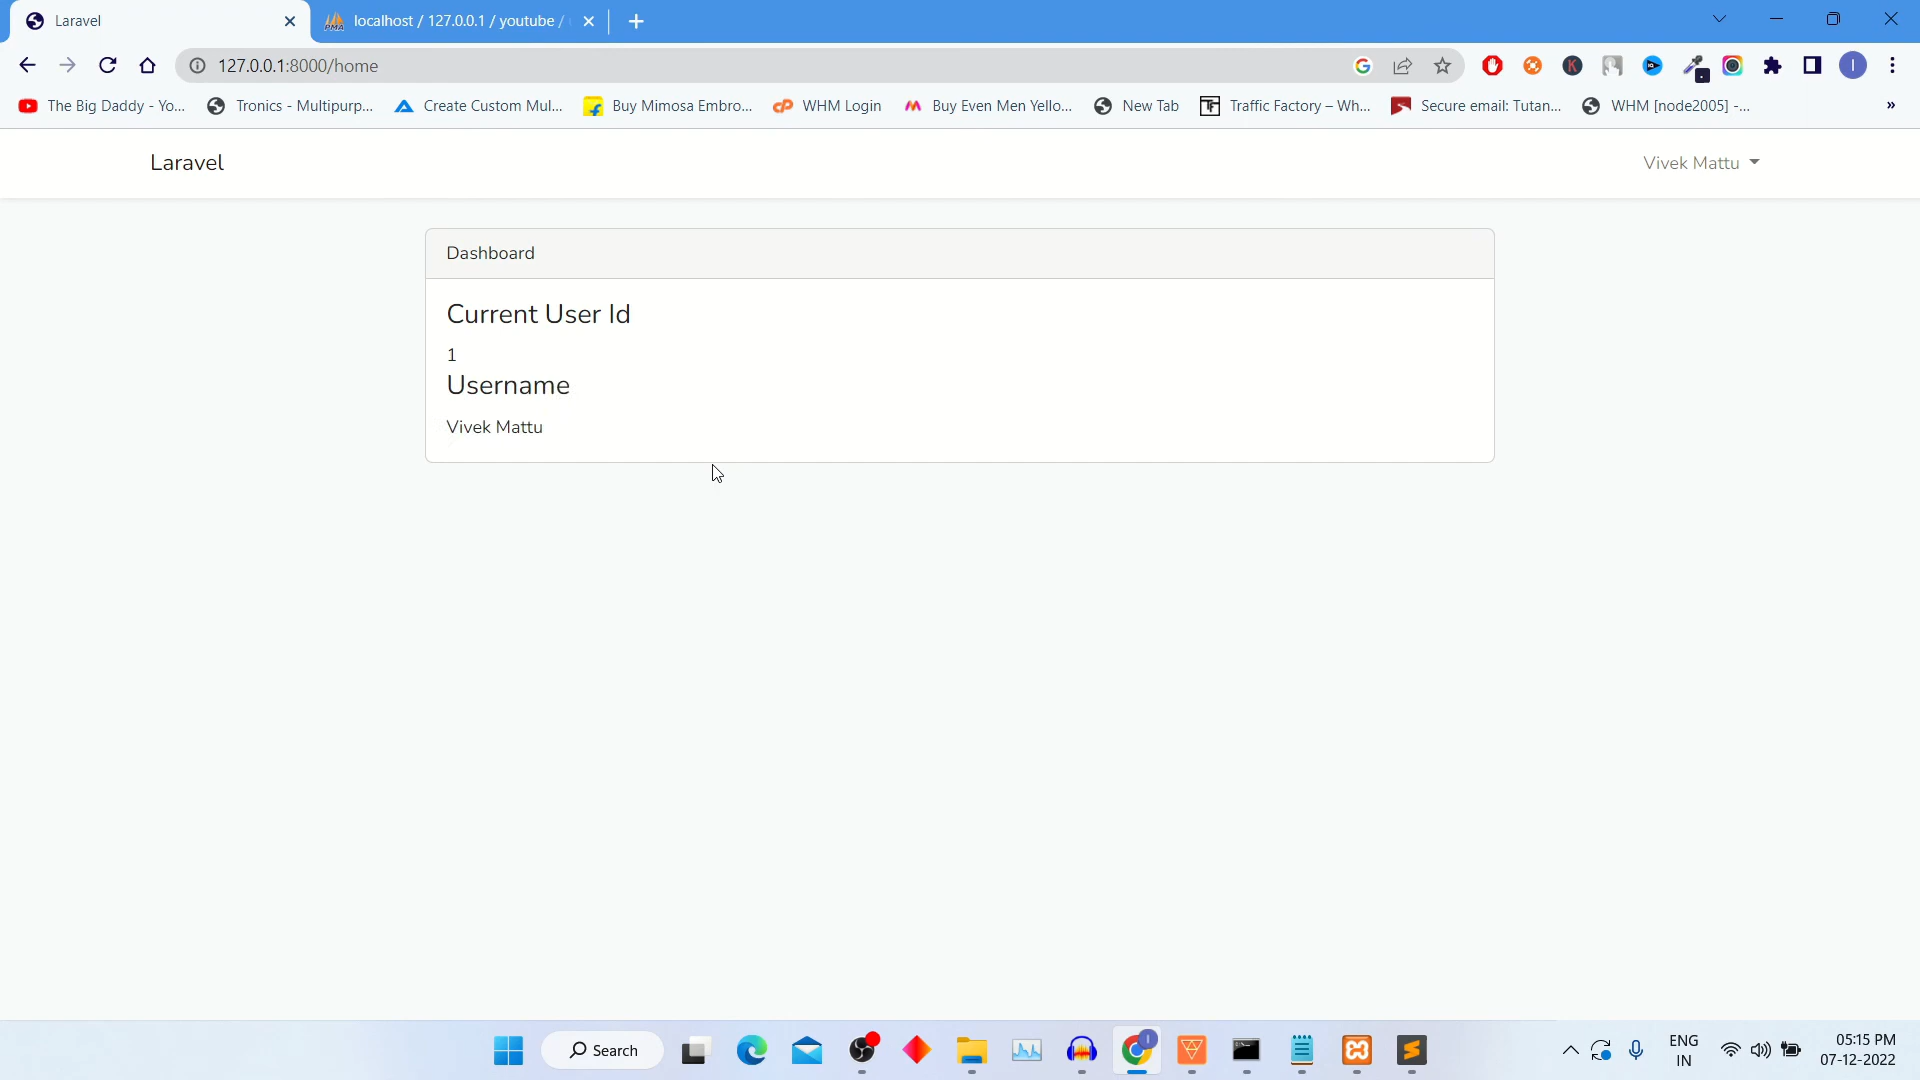 Laravel
localhost / 127.0.0.1 / youtube /
127.0.0.1:8000/home
The Big Daddy - Yo...
Tronics - Multipurp...
Create Custom Mul...
Buy Mimosa Embro...
WHM Login
Buy Even Men Yello...
New Tab
Traffic Factory – Wh...
Secure email: Tutan...
WHM [node2005] -...
»
Laravel
Vivek Mattu
Dashboard
Current User Id
1
Username
Vivek Mattu
Search
ENG
IN
05:15 PM
07-12-2022